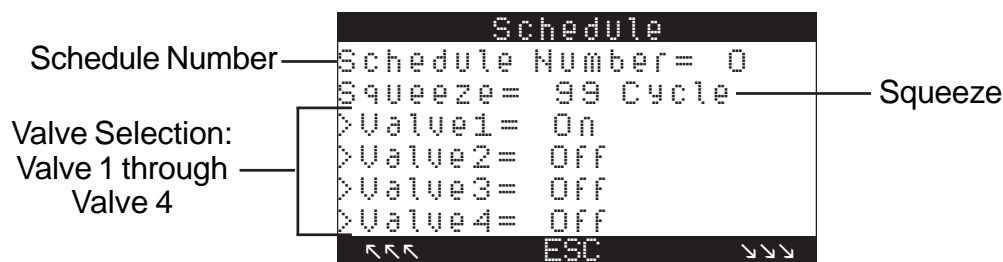 Schedule
Schedule Number
Schedule Number= 0
Squeeze= 99 Cycle
Squeeze
Valve Selection:
Valve 1 through
Valve 4
>Valve1= On
>Valve2= Off
>Valve3= Off
>Valve4= Off
↖↖↖ ESC ↘↘↘